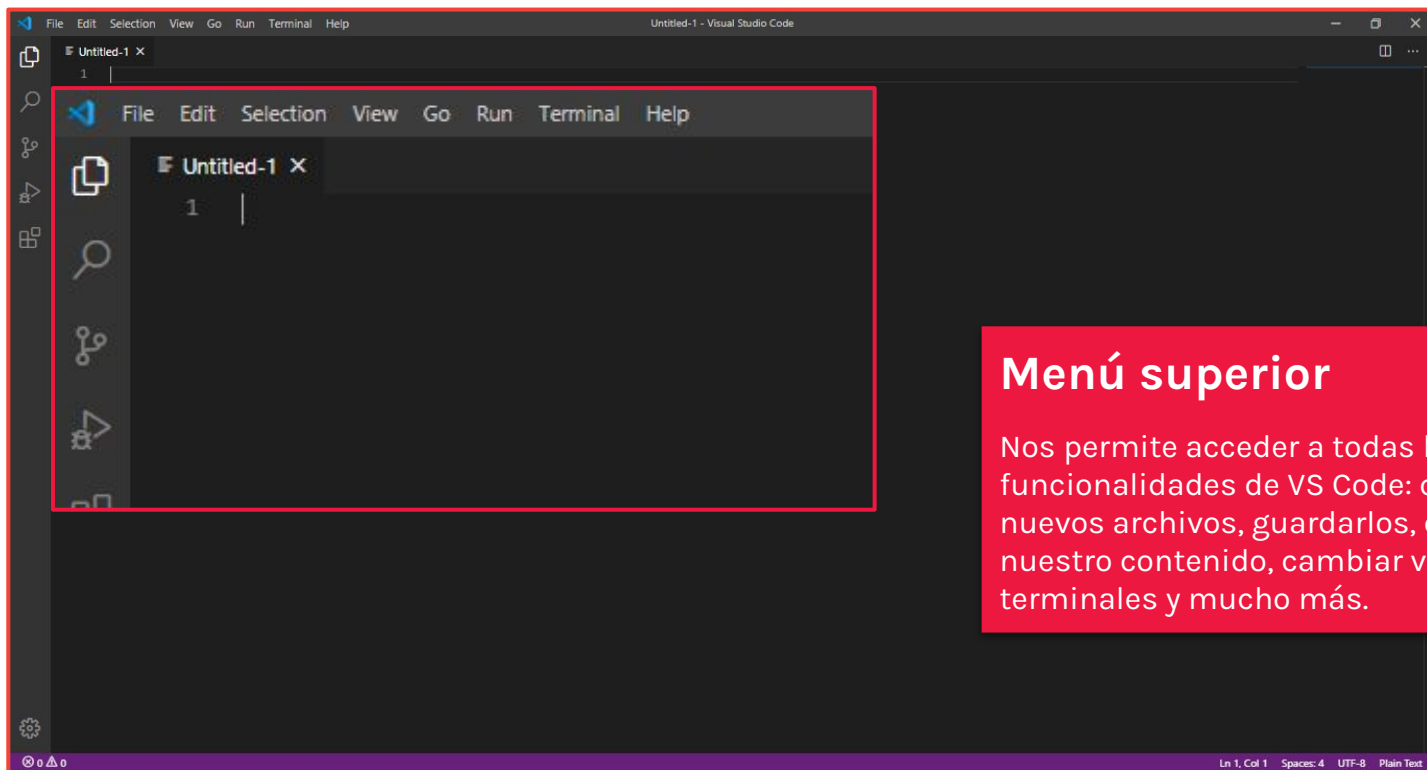 File Edit Selection View Go Run Terminal Help Untitled-1 - Visual Studio Code
Untitled-1
1
File Edit Selection View Go Run Terminal Help
Untitled-1
1
Menú superior
Nos permite acceder a todas
funcionalidades de VS Code:
nuevos archivos, guardarlos,
nuestro contenido, cambiar
terminales y mucho más.
0 0 Ln 1, Col 1 Spaces: 4 UTF-8 Plain Text